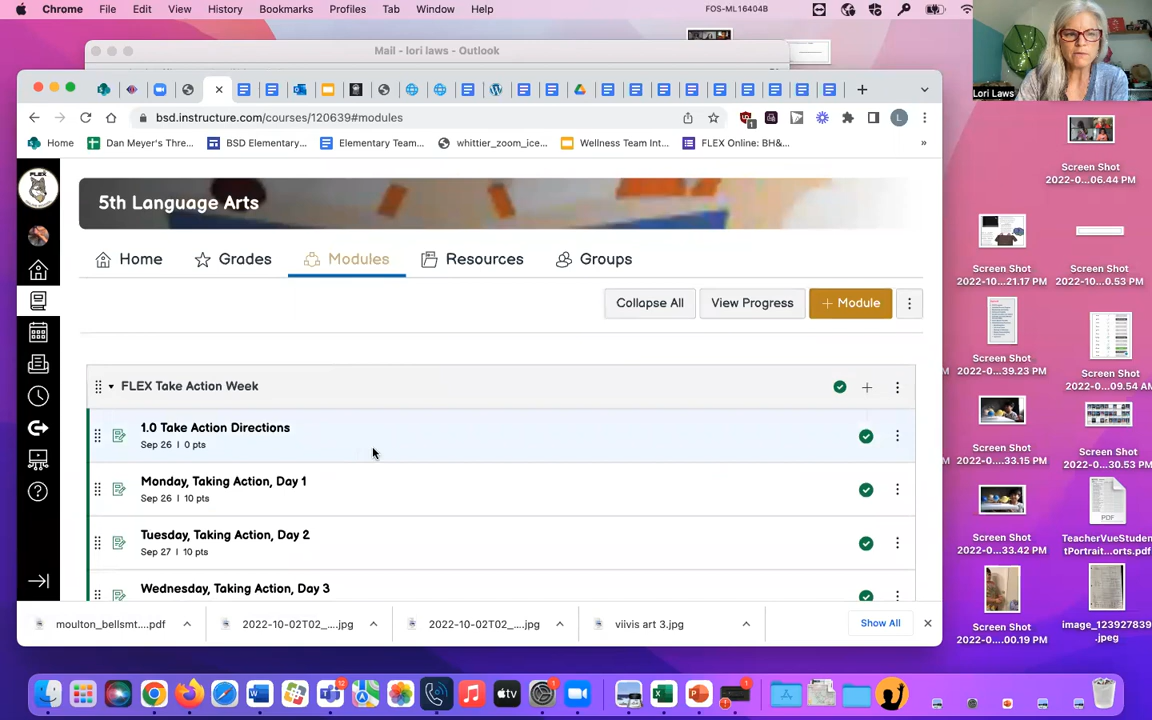 Chrome File Edit View History Bookmarks Profiles Tab Window Help
FOS-ML16404B
Mail - lori laws - Outlook
Lori Laws
bsd.instructure.com/courses/120639#modules
Home
Dan Meyer's Thre...
BSD Elementary...
Elementary Team...
whittier_zoom_ice...
Wellness Team Int...
FLEX Online: BH&...
»
FLEX
5th Language Arts
Home
Grades
Modules
Resources
Groups
Collapse All
View Progress
+ Module
FLEX Take Action Week
1.0 Take Action Directions
Sep 26 | 0 pts
Monday, Taking Action, Day 1
Sep 26 | 10 pts
Tuesday, Taking Action, Day 2
Sep 27 | 10 pts
Wednesday, Taking Action, Day 3
moulton_bellsmt....pdf
2022-10-02T02_....jpg
2022-10-02T02_....jpg
viivis art 3.jpg
Show All
Screen Shot
2022-0...06.44 PM
Screen Shot
2022-10...21.17 PM
Screen Shot
2022-10...0.53 PM
Screen Shot
2022-0...39.23 PM
Screen Shot
2022-1...09.54 AM
Screen Shot
2022-0...33.15 PM
Screen Shot
2022-0...30.53 PM
Screen Shot
2022-0...33.42 PM
PDF
TeacherVueStuden
tPortrait...orts.pdf
Screen Shot
2022-0...00.19 PM
image_123927839
.jpeg
12
1
1